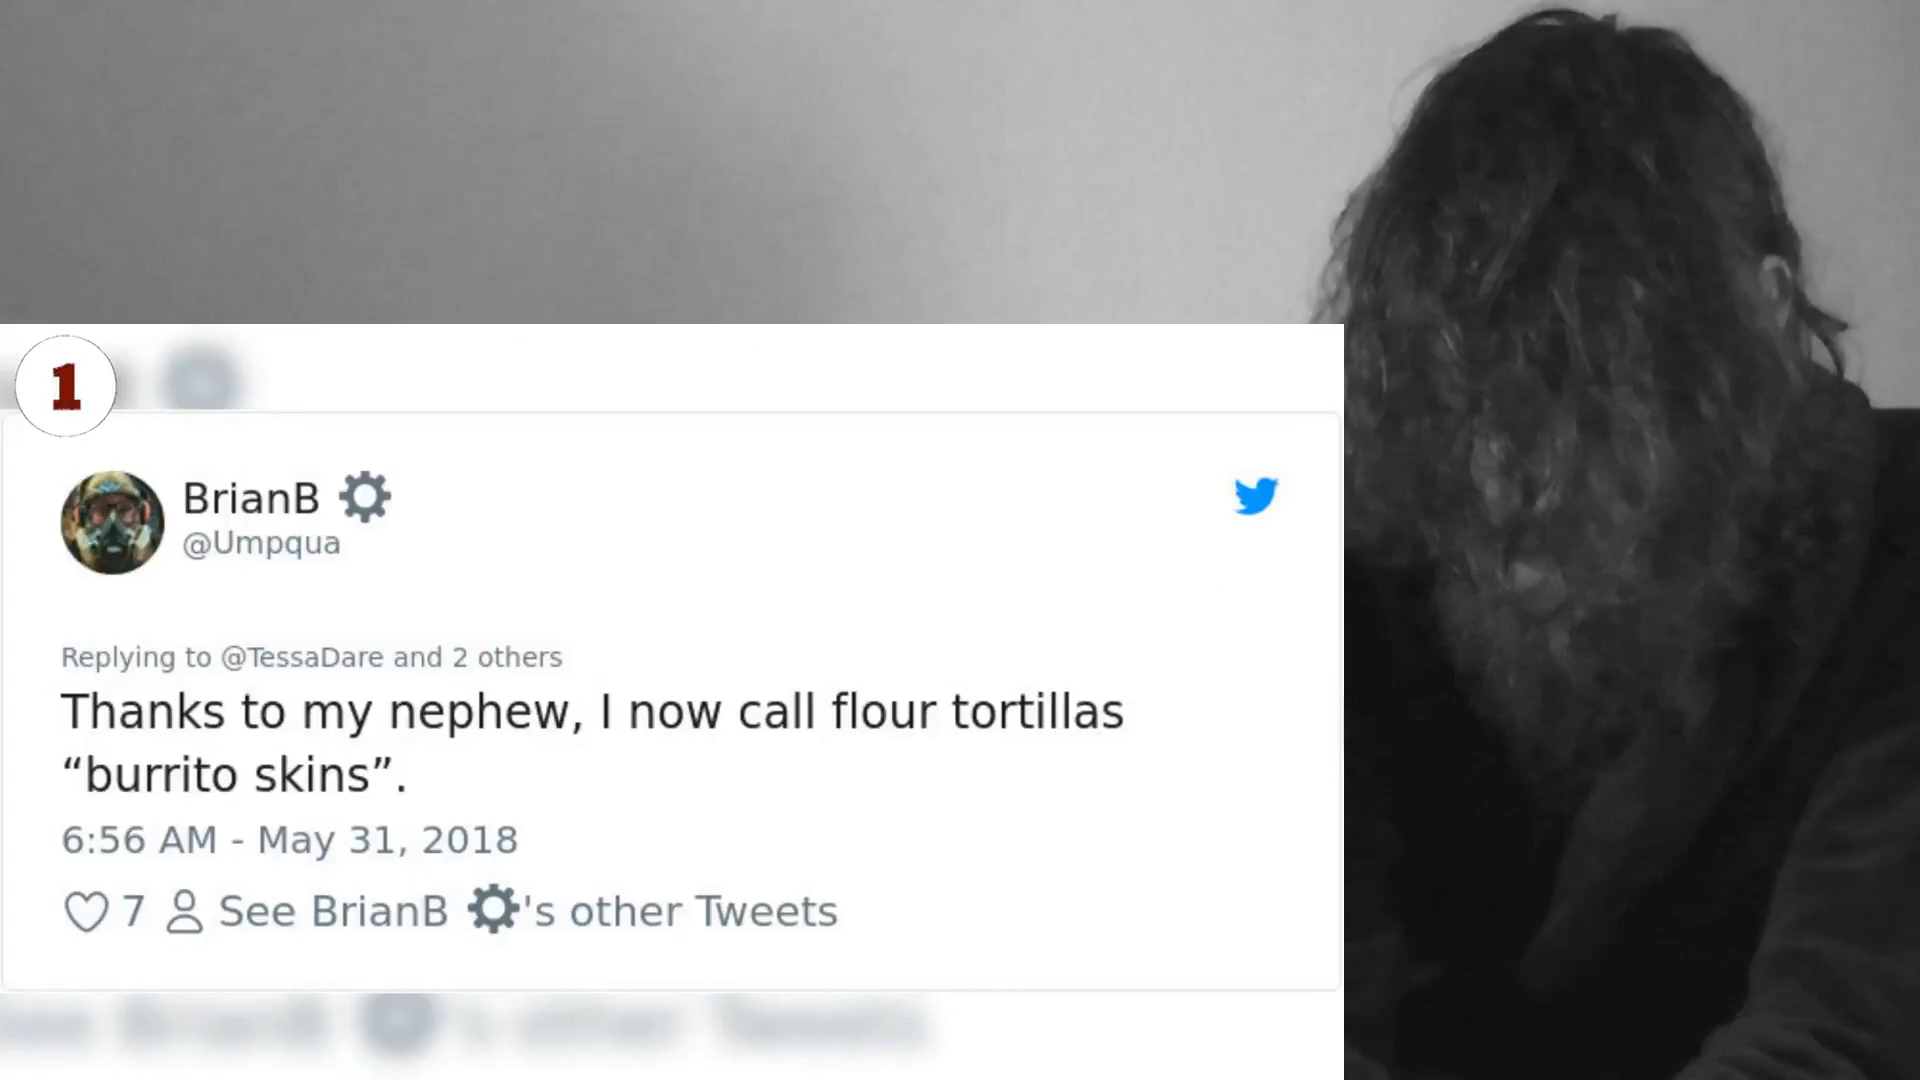 1
BrianB
@Umpqua
Replying to @TessaDare and 2 others
Thanks to my nephew, I now call flour tortillas
“burrito skins”.
6:56 AM - May 31, 2018
7 See BrianB 's other Tweets